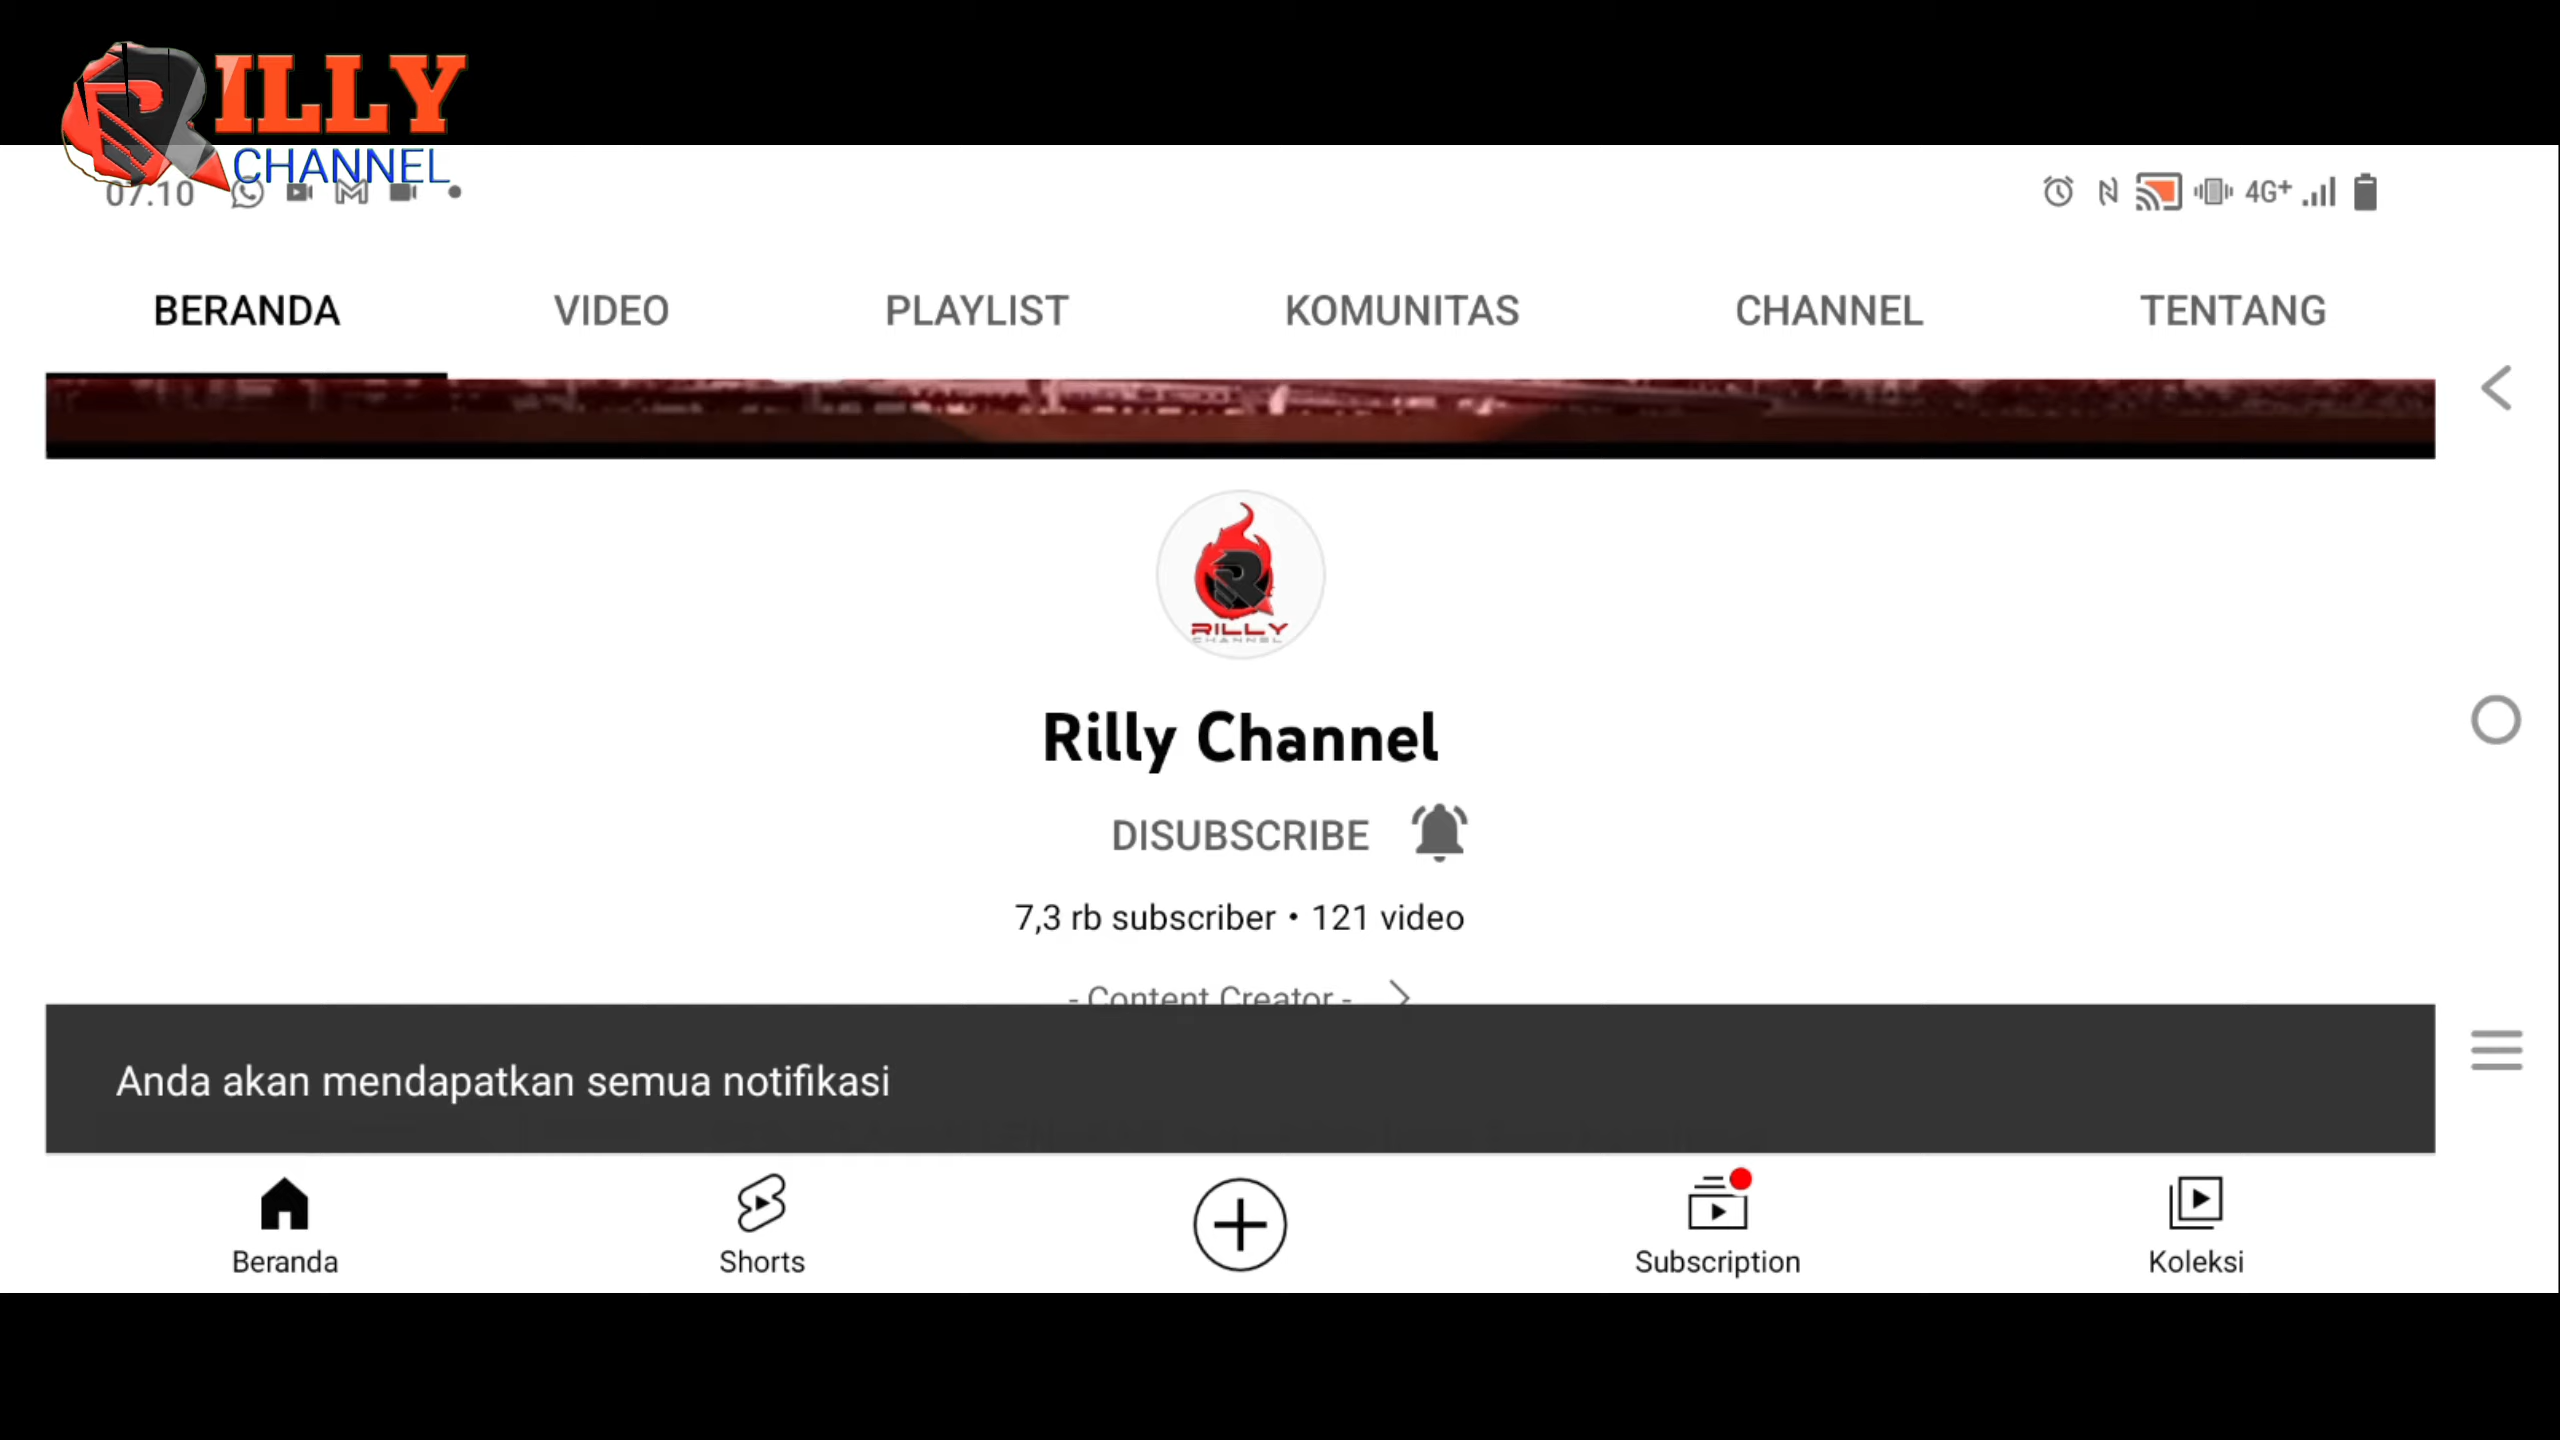 RILLY
CHANNEL
07.10
4G+
BERANDA VIDEO PLAYLIST KOMUNITAS CHANNEL TENTANG
RILLY
CHANNEL
Rilly Channel
DISUBSCRIBE
7,3 rb subscriber • 121 video
- Content Creator -
Anda akan mendapatkan semua notifikasi
Beranda Shorts Subscription Koleksi